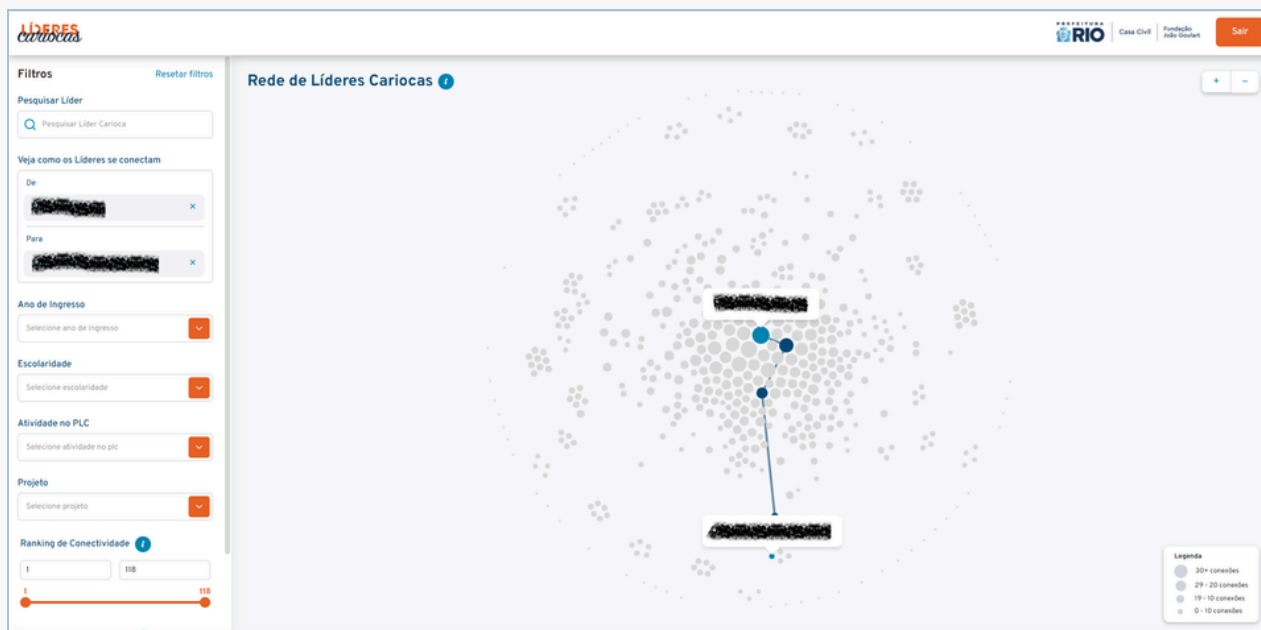 LÍDERES
cariocas
PREFEITURA
RIO
Casa Civil
Fundação
João Goulart
Sair
Filtros
Resetar filtros
Pesquisar Líder
Pesquisar Líder Carioca
Veja como os Líderes se conectam
De
×
Para
×
Ano de Ingresso
Selecione ano de ingresso
Escolaridade
Selecione escolaridade
Atividade no PLC
Selecione atividade no plc
Projeto
Selecione projeto
Ranking de Conectividade i
1 118
1 118
Rede de Líderes Cariocas i
+ −
Legenda
30+ conexões
29 - 20 conexões
19 - 10 conexões
0 - 10 conexões